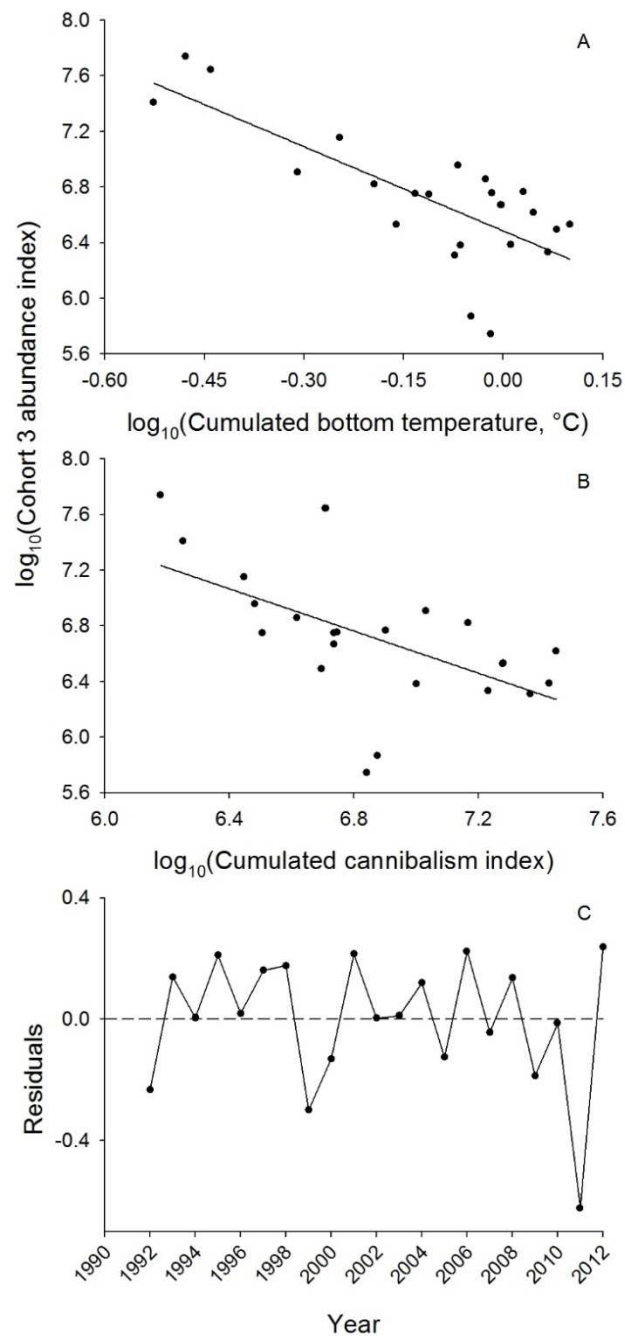 8.0
A
7.6
7.2
6.8
6.4
6.0
5.6
-0.60 -0.45 -0.30 -0.15 0.00 0.15
log₁₀(Cumulated bottom temperature, °C)
log₁₀(Cohort 3 abundance index)
8.0
B
7.6
7.2
6.8
6.4
6.0
5.6
6.0 6.4 6.8 7.2 7.6
log₁₀(Cumulated cannibalism index)
0.4
C
0.0
-0.4
Residuals
1990 1992 1994 1996 1998 2000 2002 2004 2006 2008 2010 2012
Year